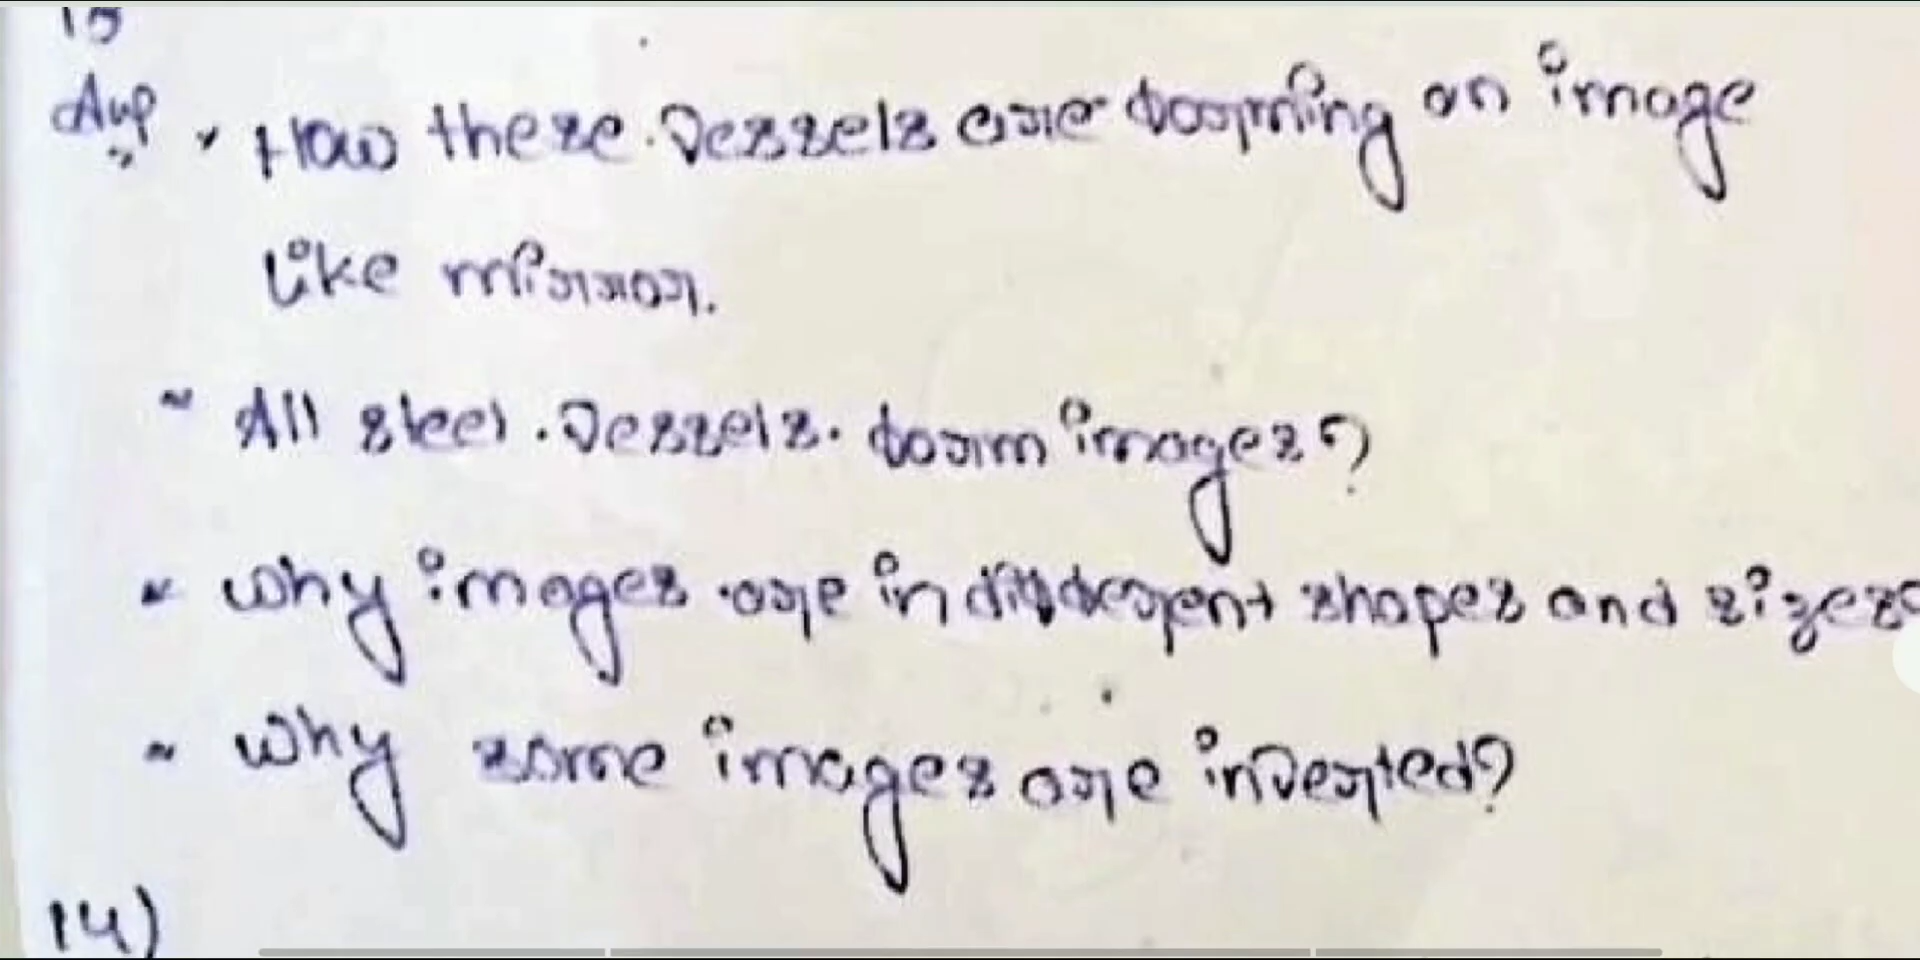 13
Ans • How these vessels are forming an image
like mirror.
" All steel vessels form images?
" Why images are in different shapes and sizes?
" Why some images are inverted?
14)